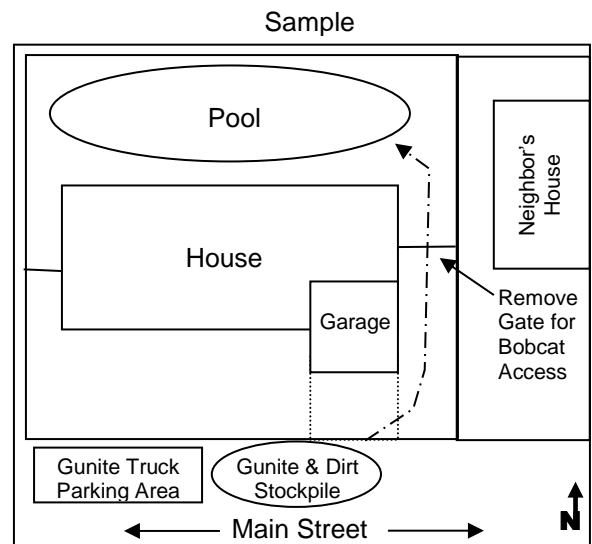 Sample
Pool
Neighbor's
House
House
Garage
Remove
Gate for
Bobcat
Access
Gunite Truck
Parking Area
Gunite & Dirt
Stockpile
Main Street
N